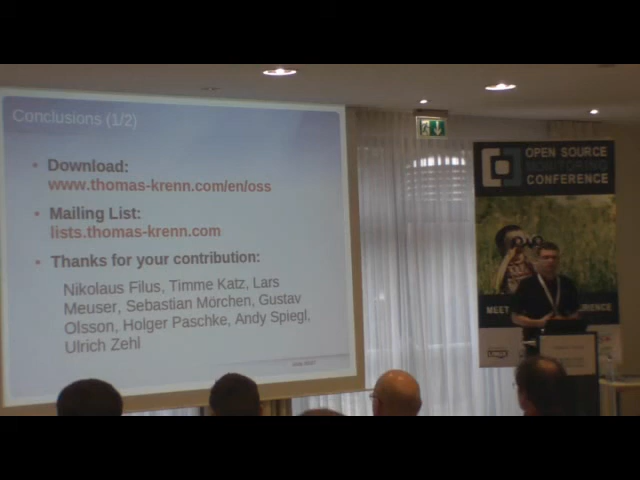 Conclusions (1/2)
• Download:
www.thomas-krenn.com/en/oss
• Mailing List:
lists.thomas-krenn.com
• Thanks for your contribution:
Nikolaus Filus, Timme Katz, Lars
Meuser, Sebastian Mörchen, Gustav
Olsson, Holger Paschke, Andy Spiegl,
Ulrich Zehl
OPEN SOURCE
MONITORING
CONFERENCE
MEET